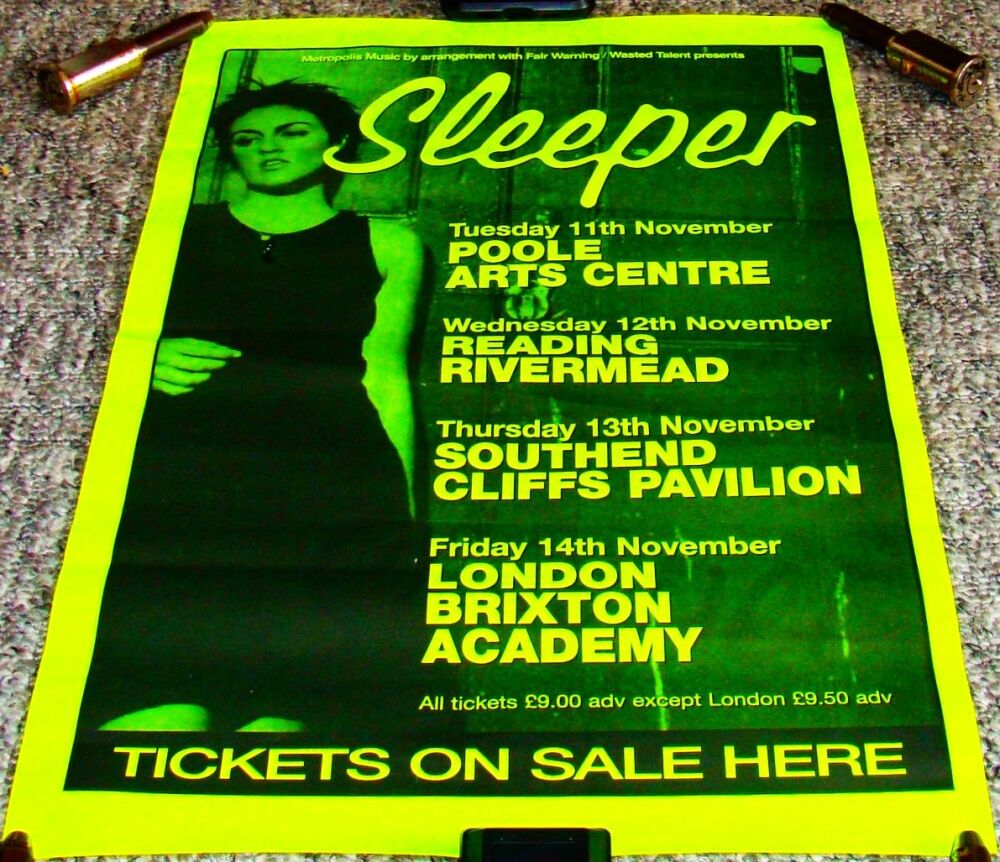 Metropolis Music by arrangement with Fair Warning / Wasted Talent presents
Sleeper
Tuesday 11th November
POOLE
ARTS CENTRE
Wednesday 12th November
READING
RIVERMEAD
Thursday 13th November
SOUTHEND
CLIFFS PAVILION
Friday 14th November
LONDON
BRIXTON
ACADEMY
All tickets £9.00 adv except London £9.50 adv
TICKETS ON SALE HERE